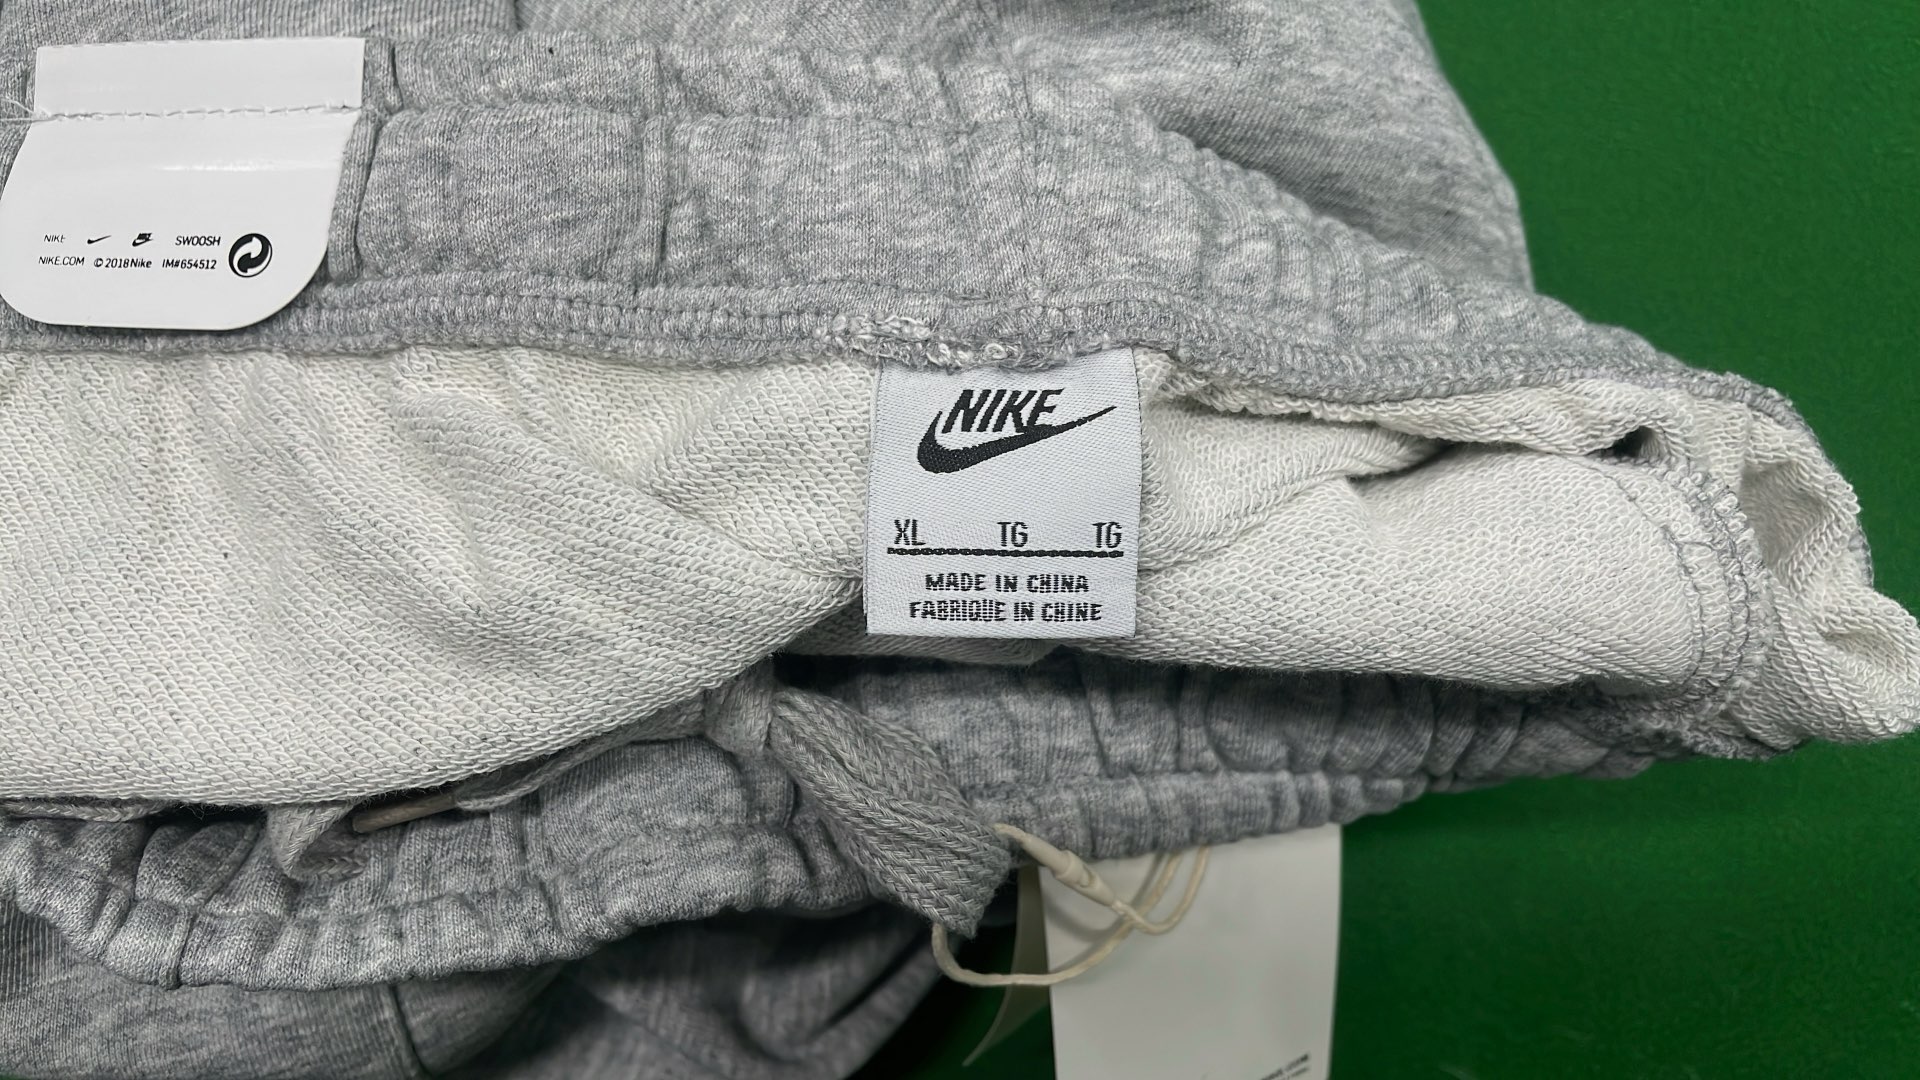 NIKE SWOOSH
NIKE.COM ©2018Nike IM#654512
NIKE
XL TG TG
MADE IN CHINA
FABRIQUE IN CHINE